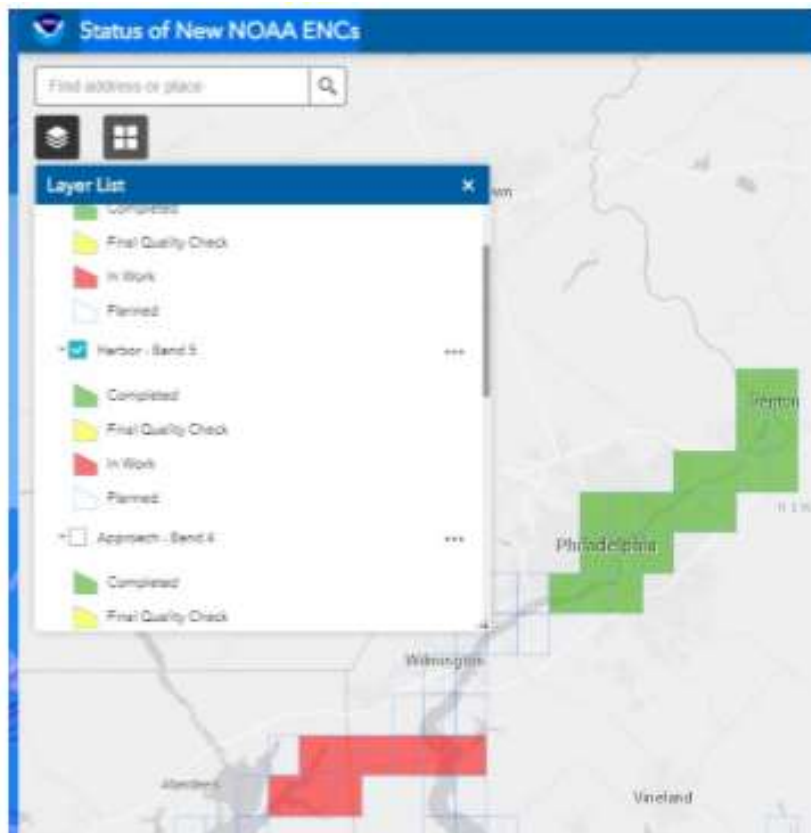 Status of New NOAA ENCs
Find address or place
Layer List
Completed
Final Quality Check
In Work
Planned
Harbor - Band 5
Completed
Final Quality Check
In Work
Planned
Approach - Band 4
Completed
Final Quality Check
wn
Trenton
N E W
Philadelphia
Wilmington
Aberdeen
Vineland